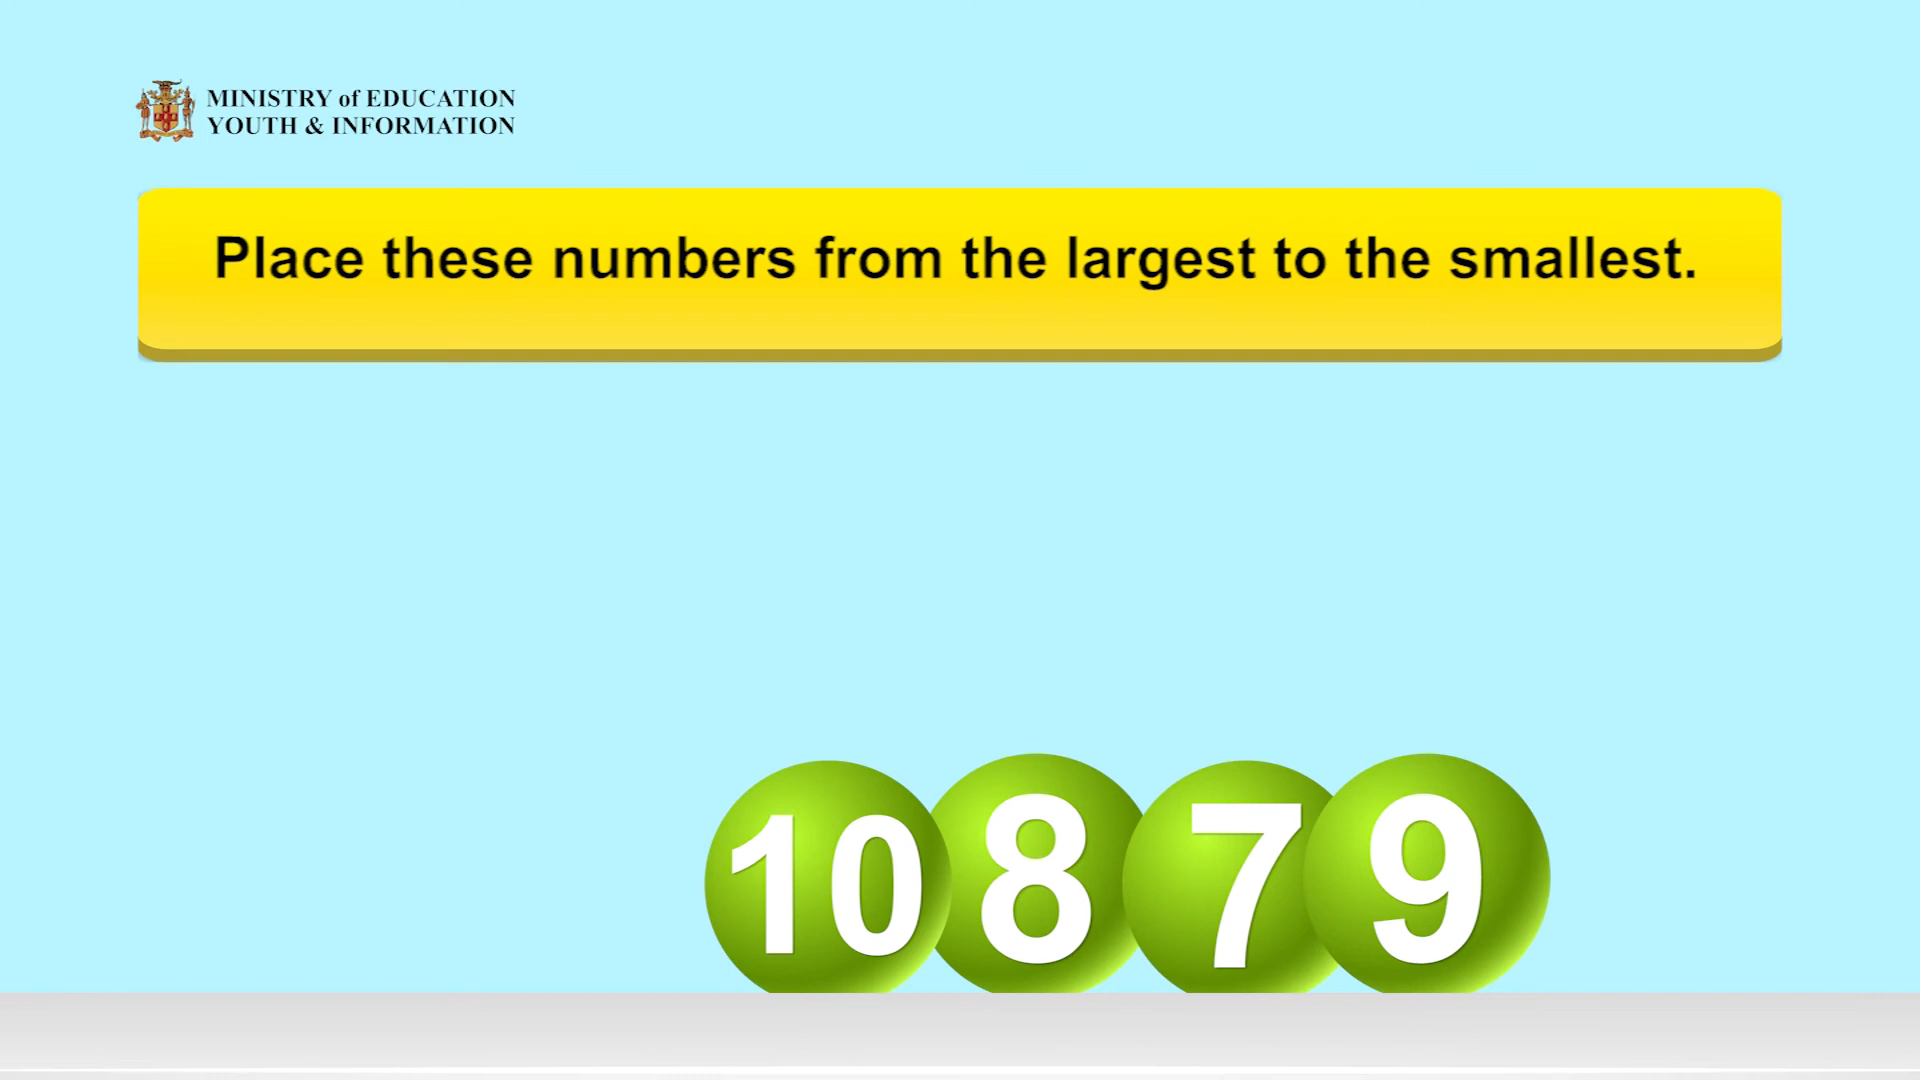 MINISTRY of EDUCATION
YOUTH & INFORMATION
Place these numbers from the largest to the smallest.
10 8 7 9